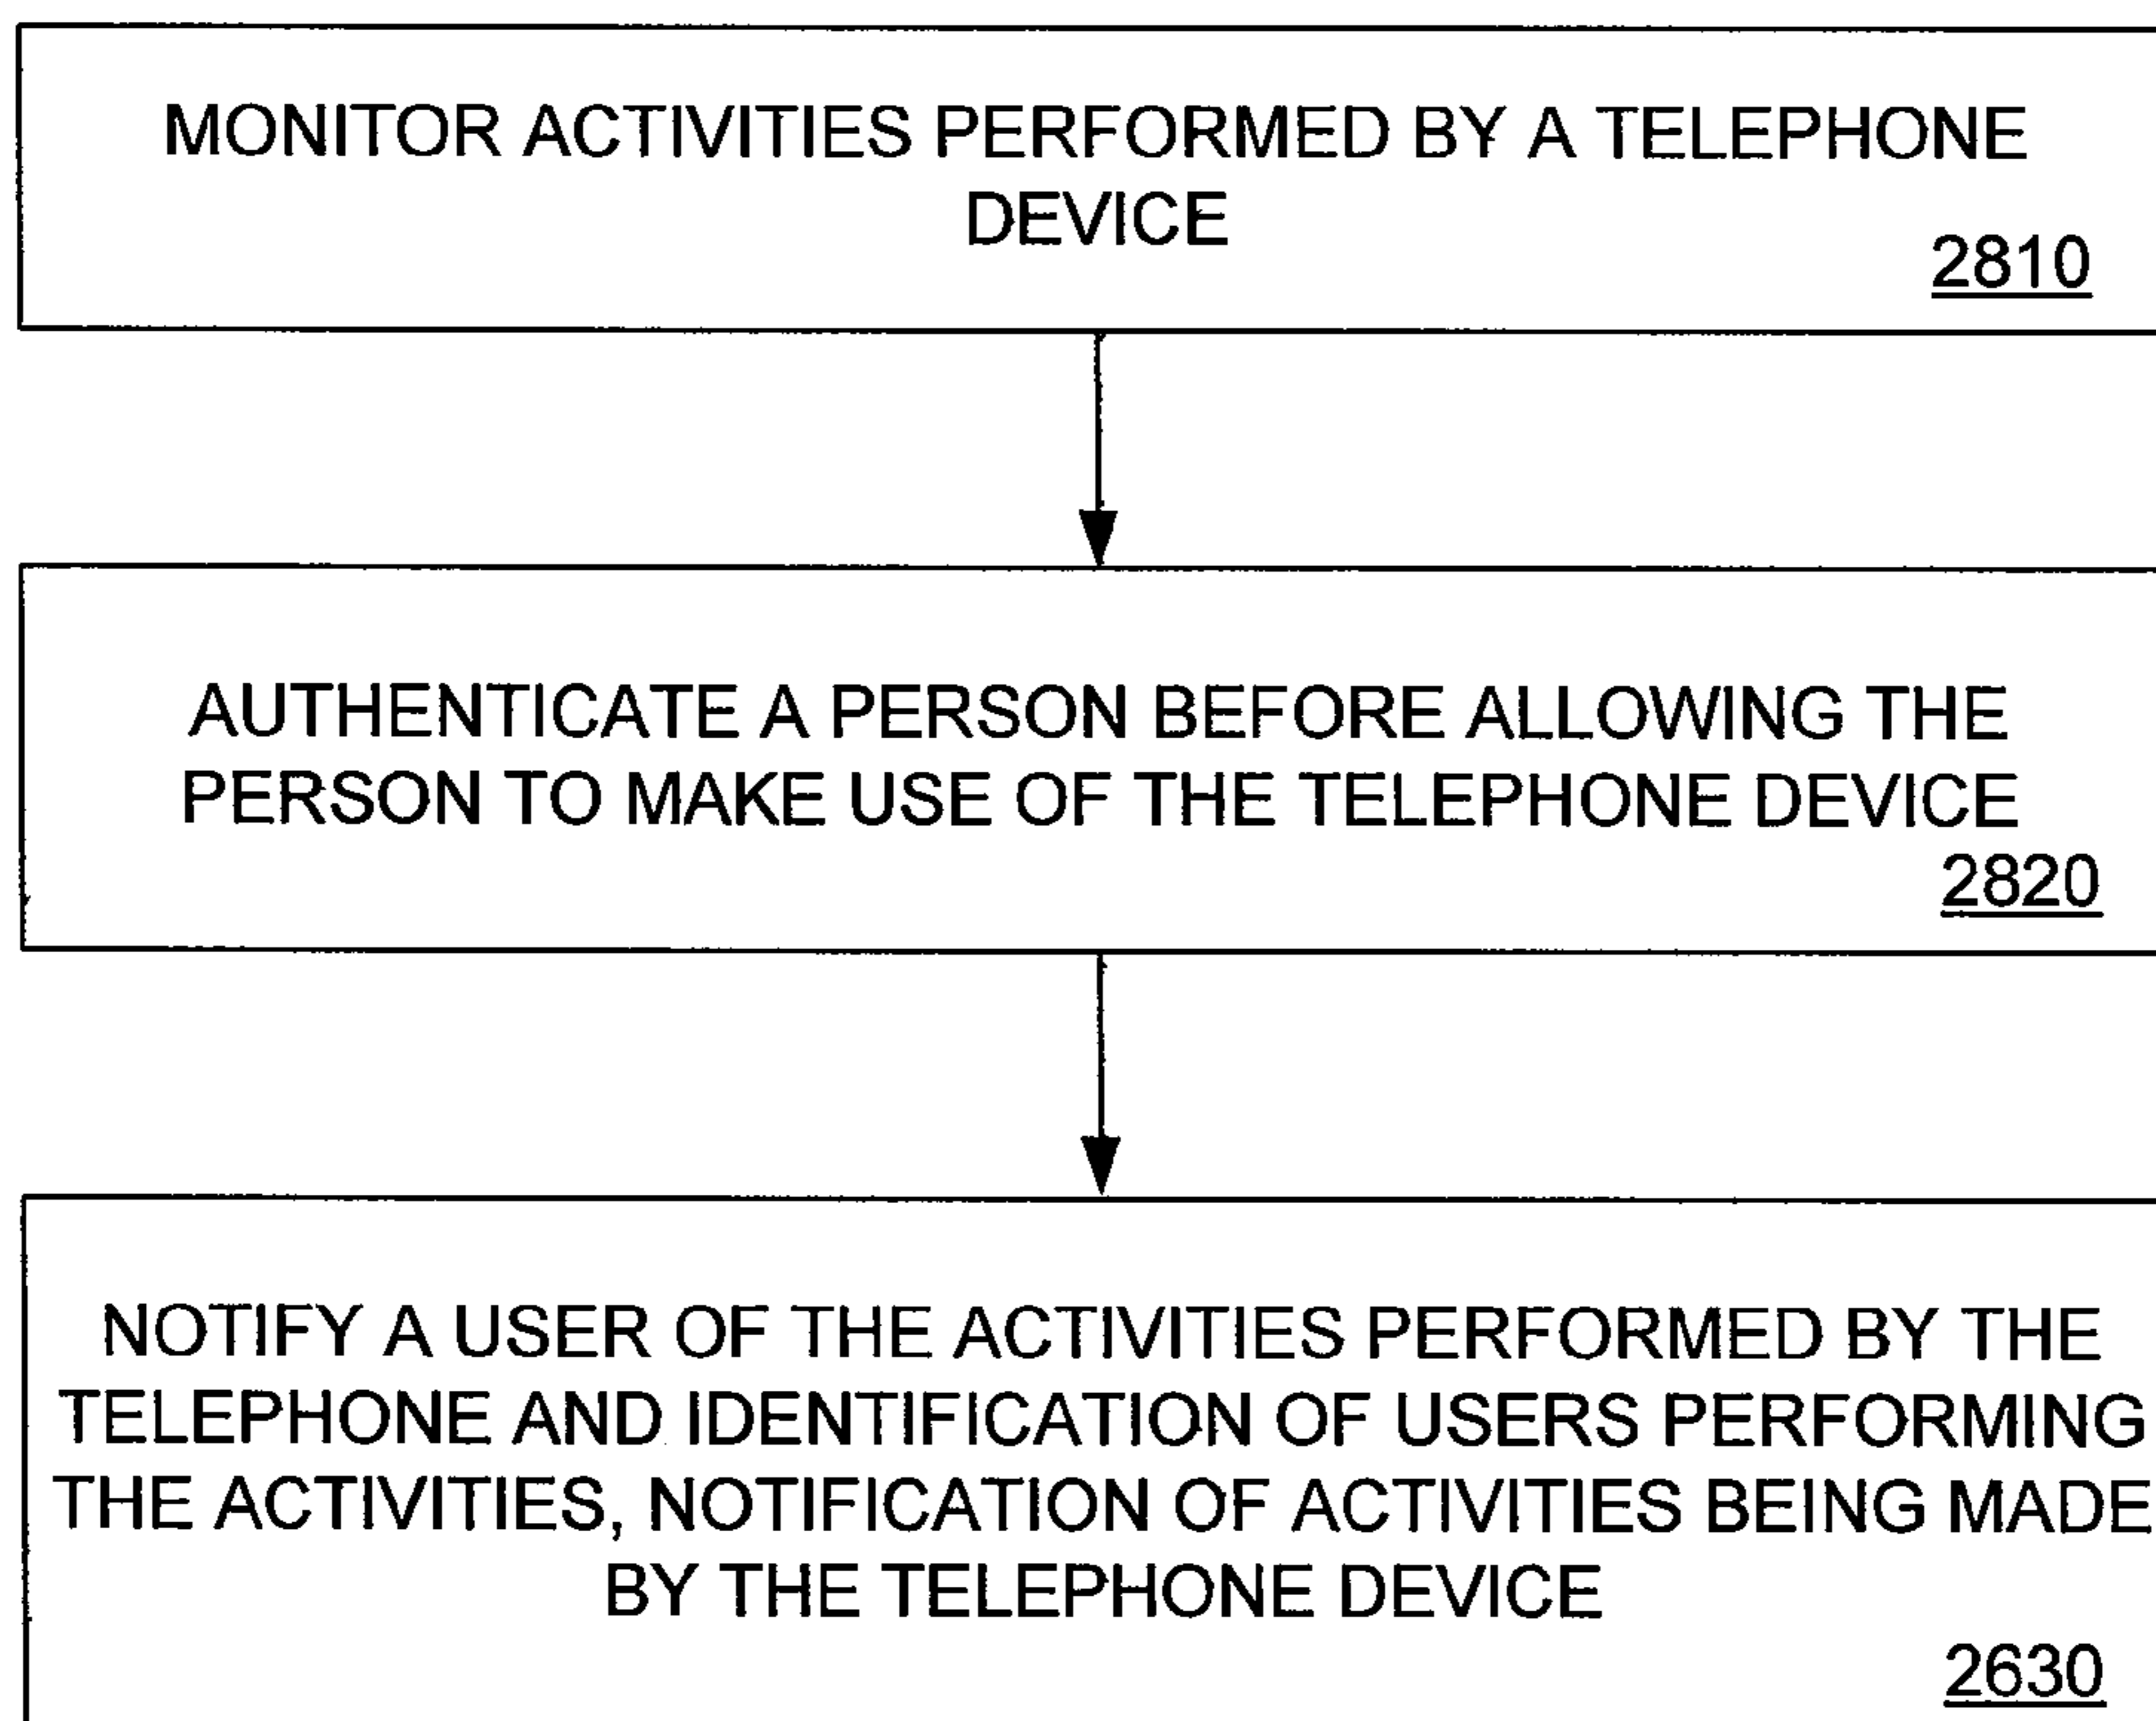 MONITOR ACTIVITIES PERFORMED BY A TELEPHONE
DEVICE
2810
AUTHENTICATE A PERSON BEFORE ALLOWING THE
PERSON TO MAKE USE OF THE TELEPHONE DEVICE
2820
NOTIFY A USER OF THE ACTIVITIES PERFORMED BY THE
TELEPHONE AND IDENTIFICATION OF USERS PERFORMING
THE ACTIVITIES, NOTIFICATION OF ACTIVITIES BEING MADE
BY THE TELEPHONE DEVICE
2630